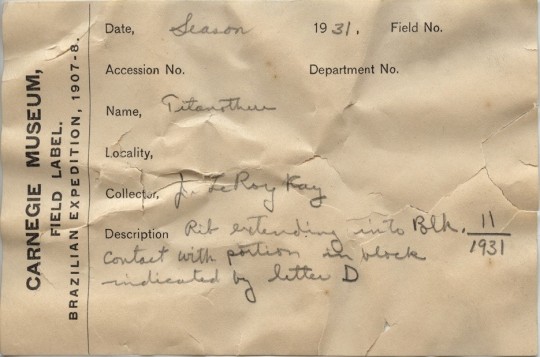 CARNEGIE MUSEUM,
FIELD LABEL.
BRAZILIAN EXPEDITION, 1907-8.
Date, Season 1931, Field No.
Accession No. Department No.
Name, Titanothere
Locality,
Collector, J. LeRoy Kay
Description Rib extending into Blk, 11/1931
Contact with portion in block
indicated by letter D